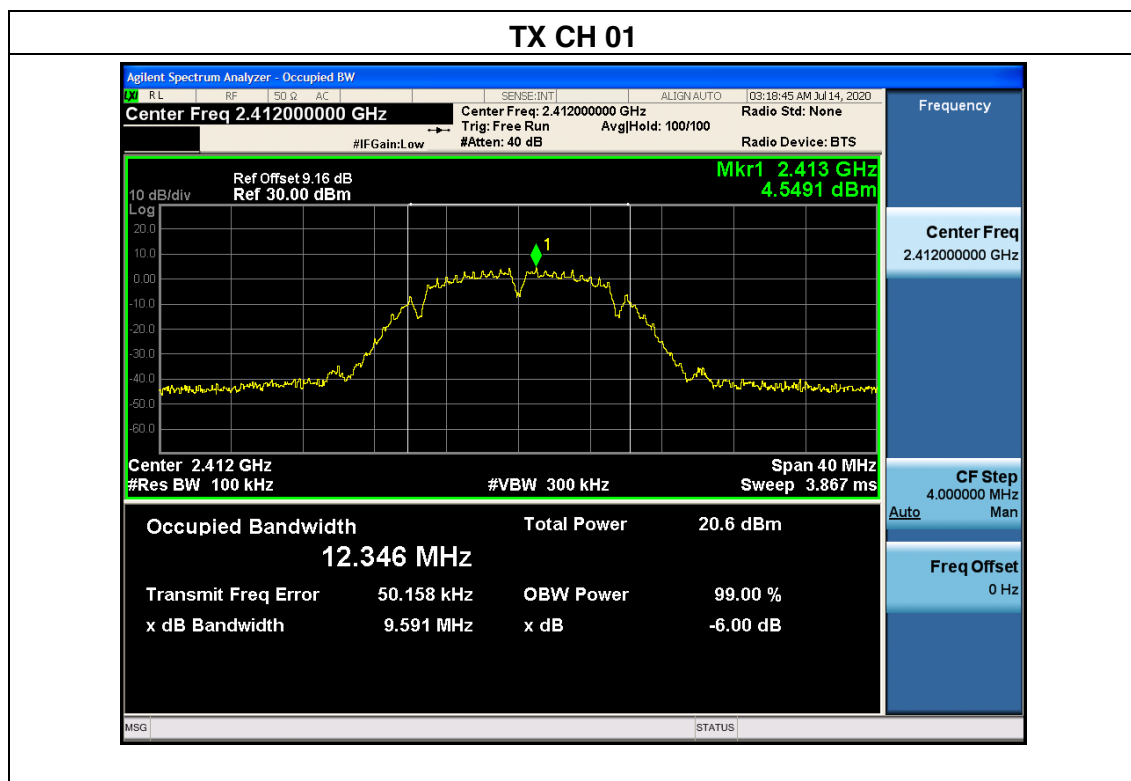 TX CH 01
Agilent Spectrum Analyzer - Occupied BW
LXI RL RF 50 Ω AC SENSE:INT ALIGN AUTO 03:18:45 AM Jul 14, 2020
Center Freq 2.412000000 GHz
Center Freq: 2.412000000 GHz Radio Std: None
Trig: Free Run Avg|Hold: 100/100
#IFGain:Low #Atten: 40 dB Radio Device: BTS
Frequency
Mkr1 2.413 GHz
4.5491 dBm
Ref Offset 9.16 dB
10 dB/div Ref 30.00 dBm
Log
20.0
10.0
0.00
-10.0
-20.0
-30.0
-40.0
-50.0
-60.0
1
Center 2.412 GHz Span 40 MHz
#Res BW 100 kHz #VBW 300 kHz Sweep 3.867 ms
Center Freq
2.412000000 GHz
CF Step
4.000000 MHz
Auto Man
Freq Offset
0 Hz
Occupied Bandwidth Total Power 20.6 dBm
12.346 MHz
Transmit Freq Error 50.158 kHz OBW Power 99.00 %
x dB Bandwidth 9.591 MHz x dB -6.00 dB
MSG STATUS